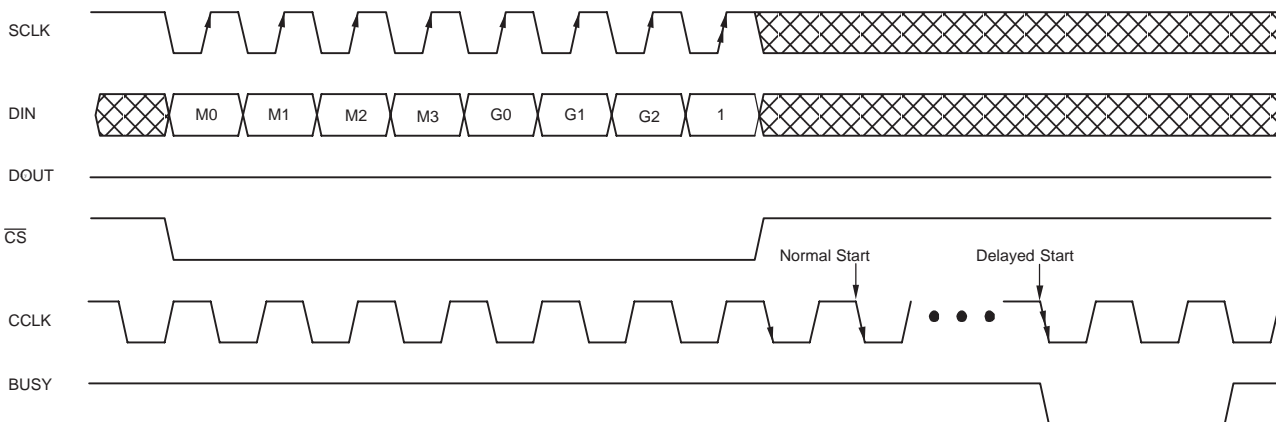 SCLK
DIN
M0 M1 M2 M3 G0 G1 G2 1
DOUT
CS
Normal Start Delayed Start
CCLK
BUSY